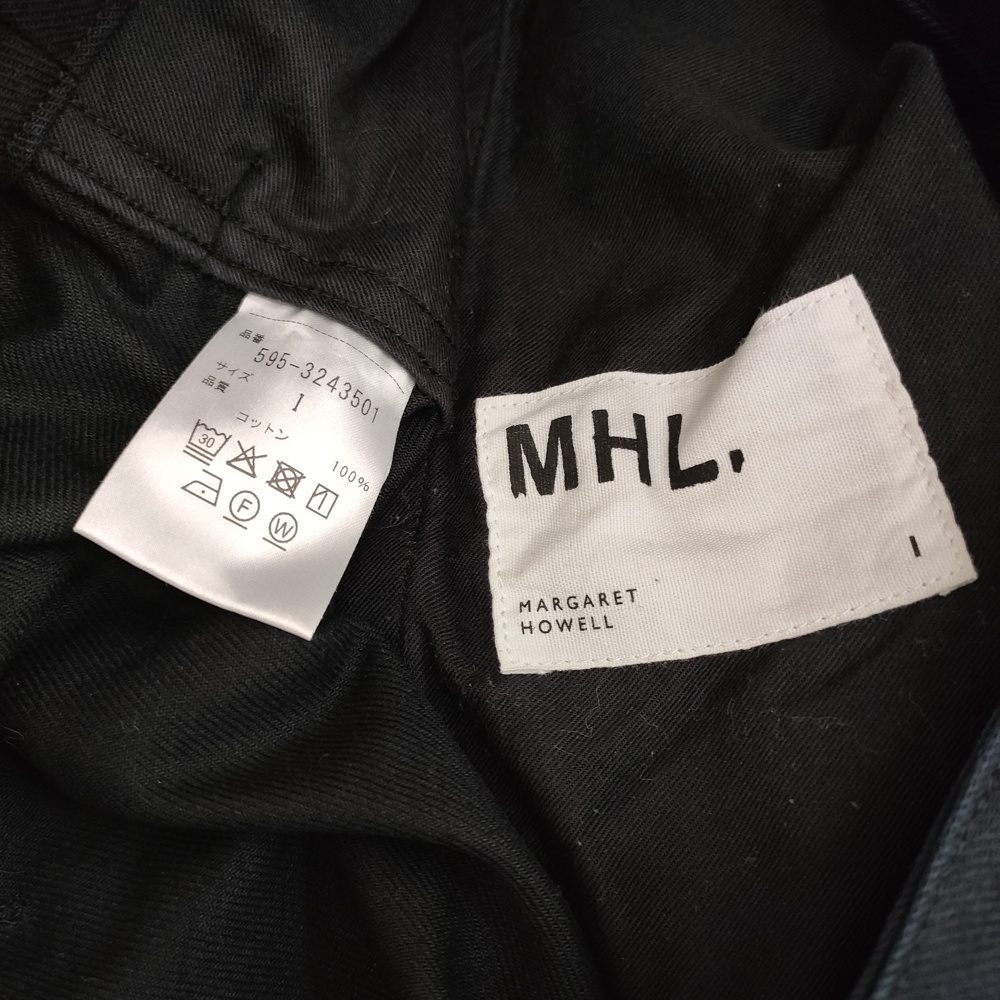 品番
595-3243501
サイズ
1
品質
コットン
100%
30
1
F
W
MHL.
I
MARGARET
HOWELL